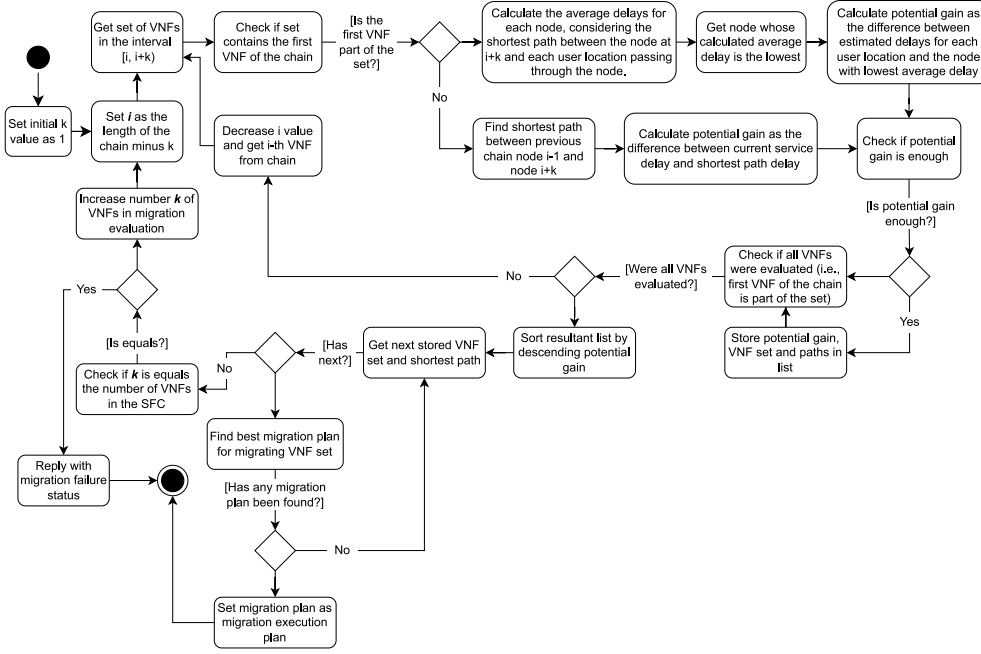 Get set of VNFs
in the interval
[i, i+k)
Check if set
contains the first
VNF of the chain
[Is the
first VNF
part of the
set?]
Calculate the average delays for
each node, considering the
shortest path between the node at
i+k and each user location passing
through the node.
Get node whose
calculated average
delay is the lowest
Calculate potential gain as
the difference between
estimated delays for each
user location and the node
with lowest average delay
No
Set initial k
value as 1
Set i as the
length of the
chain minus k
Decrease i value
and get i-th VNF
from chain
Find shortest path
between previous
chain node i-1 and
node i+k
Calculate potential gain as the
difference between current service
delay and shortest path delay
Check if potential
gain is enough
Increase number k of
VNFs in migration
evaluation
[Is potential gain
enough?]
Yes
No
[Were all VNFs
evaluated?]
Check if all VNFs
were evaluated (i.e.,
first VNF of the chain
is part of the set)
Yes
[Is equals?]
[Has
next?]
Get next stored VNF
set and shortest path
Sort resultant list by
descending potential
gain
Store potential gain,
VNF set and paths in
list
No
Check if k is equals
the number of VNFs
in the SFC
Find best migration plan
for migrating VNF set
Reply with
migration failure
status
[Has any migration
plan been found?]
No
Set migration plan as
migration execution
plan